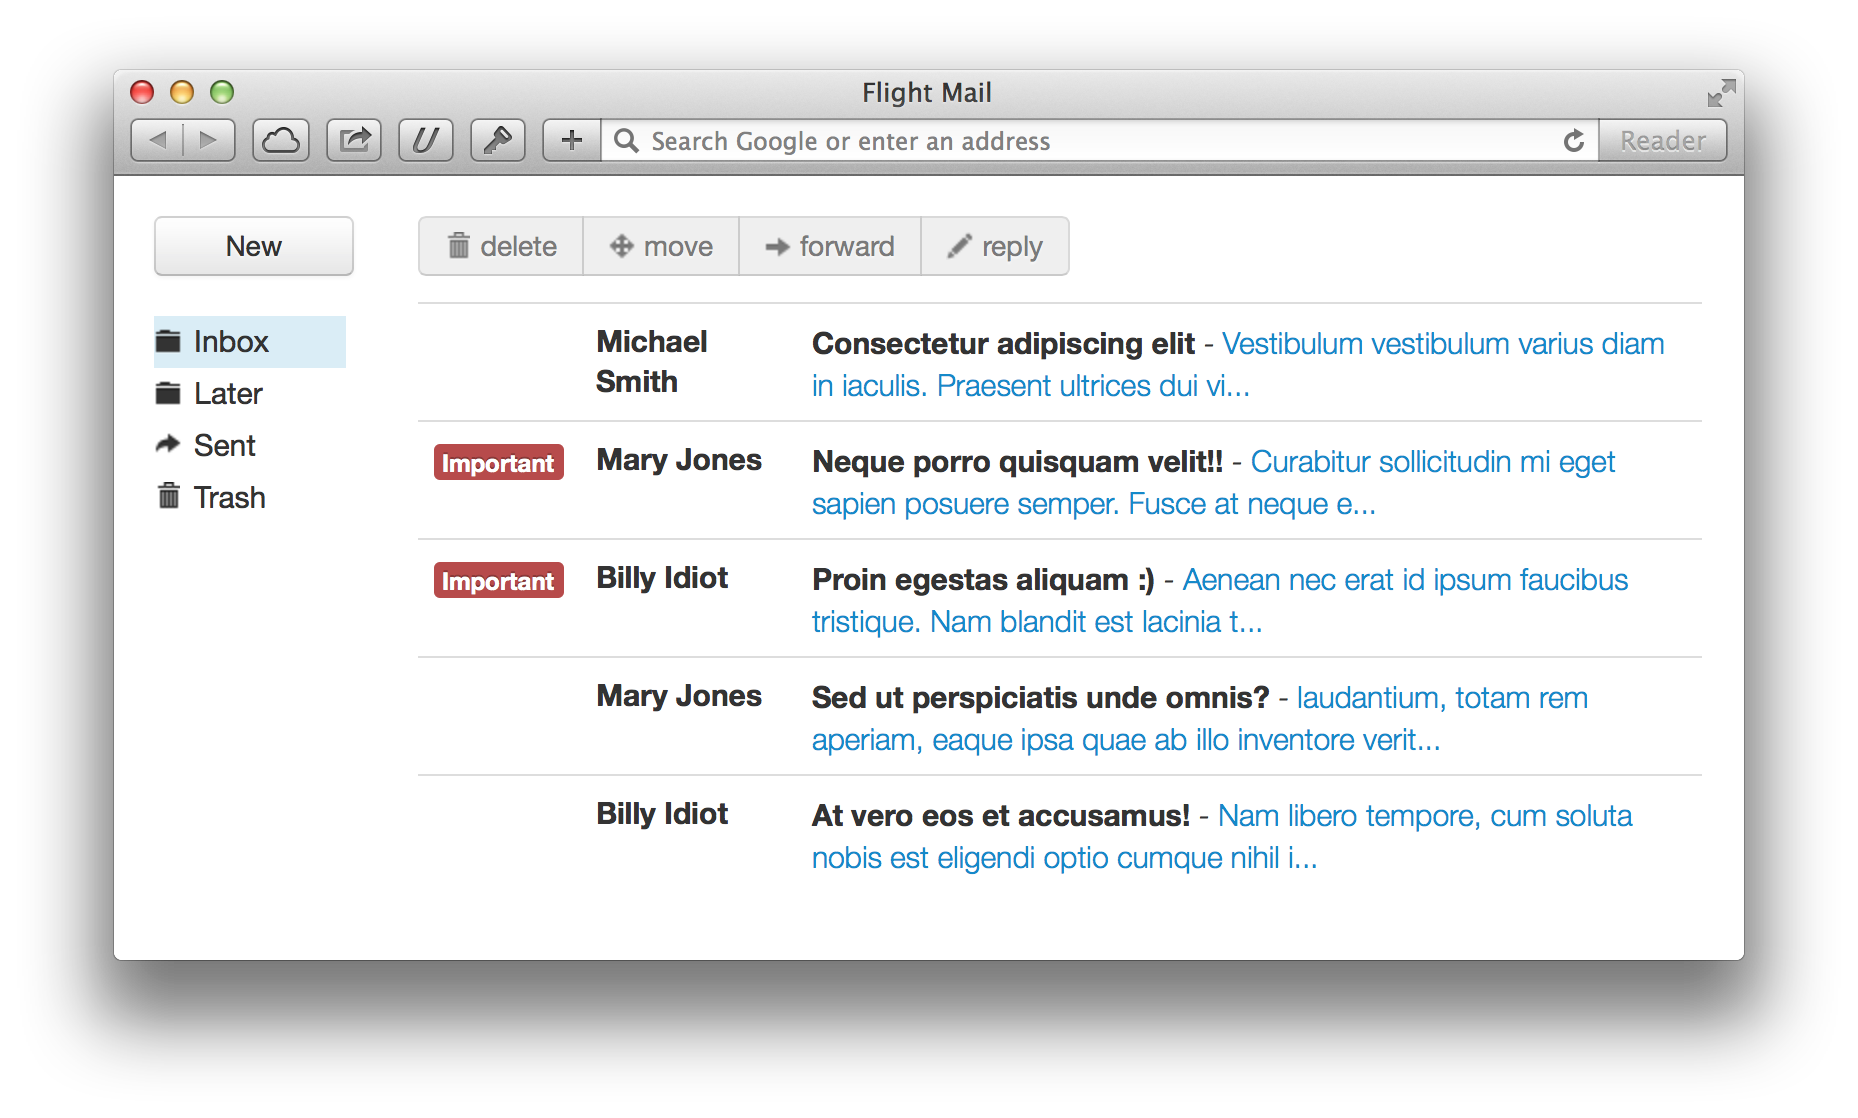 Flight Mail
Search Google or enter an address
Reader
New
delete
move
forward
reply
Inbox
Later
Sent
Trash
Michael
Smith
Consectetur adipiscing elit - Vestibulum vestibulum varius diam
in iaculis. Praesent ultrices dui vi...
Important
Mary Jones
Neque porro quisquam velit!! - Curabitur sollicitudin mi eget
sapien posuere semper. Fusce at neque e...
Important
Billy Idiot
Proin egestas aliquam :) - Aenean nec erat id ipsum faucibus
tristique. Nam blandit est lacinia t...
Mary Jones
Sed ut perspiciatis unde omnis? - laudantium, totam rem
aperiam, eaque ipsa quae ab illo inventore verit...
Billy Idiot
At vero eos et accusamus! - Nam libero tempore, cum soluta
nobis est eligendi optio cumque nihil i...